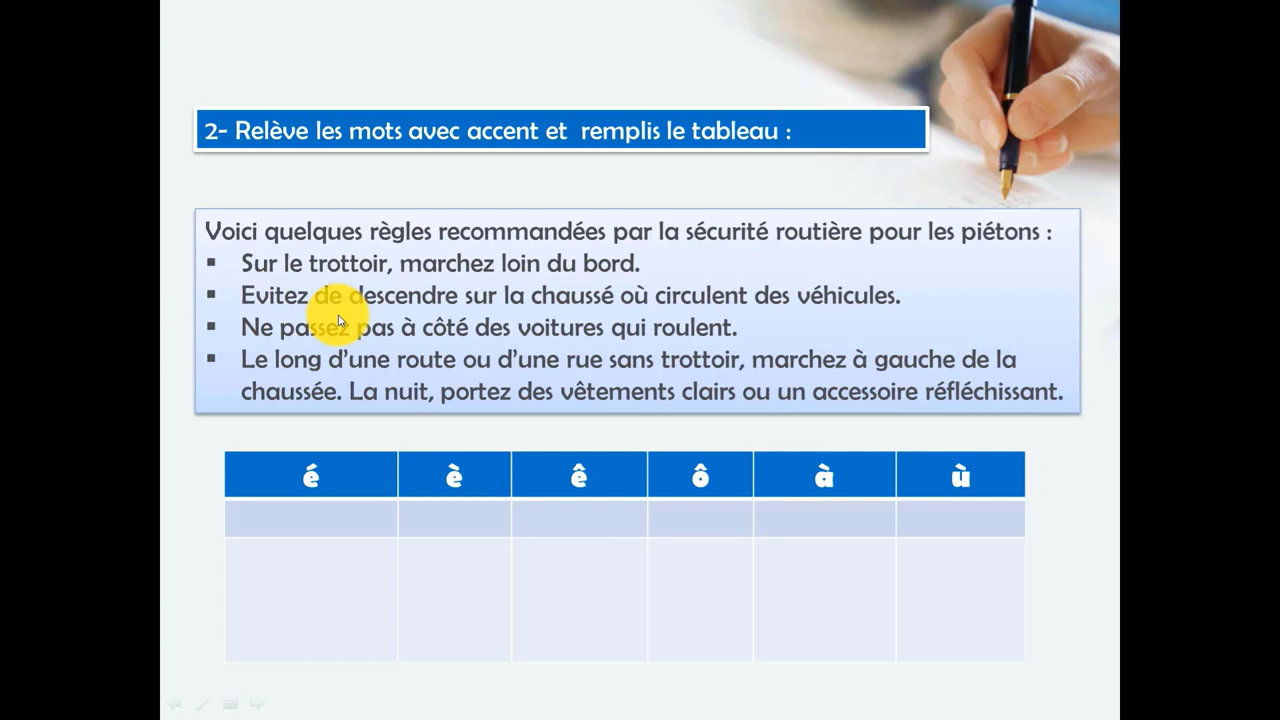 2- Relève les mots avec accent et remplis le tableau :
Voici quelques règles recommandées par la sécurité routière pour les piétons :
▪ Sur le trottoir, marchez loin du bord.
▪ Evitez de descendre sur la chaussé où circulent des véhicules.
▪ Ne passez pas à côté des voitures qui roulent.
▪ Le long d’une route ou d’une rue sans trottoir, marchez à gauche de la
chaussée. La nuit, portez des vêtements clairs ou un accessoire réfléchissant.
é è ê ô à ù